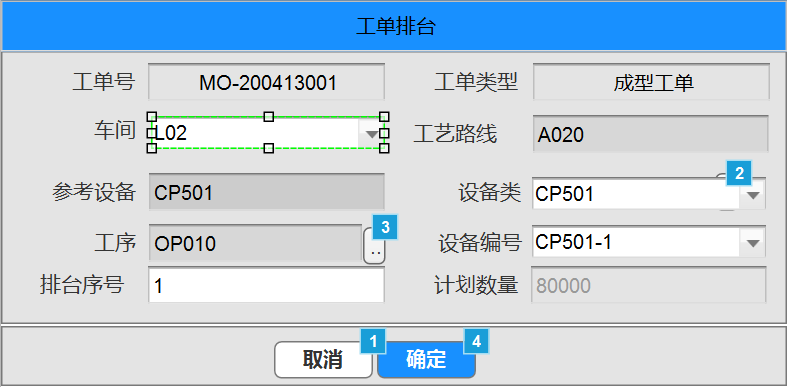 工单排台
工单号 MO-200413001 工单类型 成型工单
车间 L02 工艺路线 A020
参考设备 CP501 设备类 CP501 2
工序 OP010 .. 3 设备编号 CP501-1
排台序号 1 计划数量 80000
取消 1 确定 4